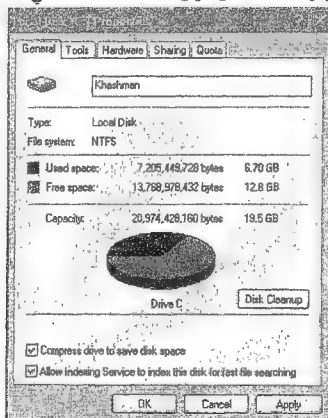 General Tools Hardware Sharing Quota
Khashman
Type: Local Disk
File system: NTFS
Used space: 7,205,449,728 bytes 6.70 GB
Free space: 13,768,978,432 bytes 12.8 GB
Capacity: 20,974,428,160 bytes 19.5 GB
Drive C
Disk Cleanup
Compress drive to save disk space
Allow Indexing Service to index this disk for fast file searching
OK Cancel Apply